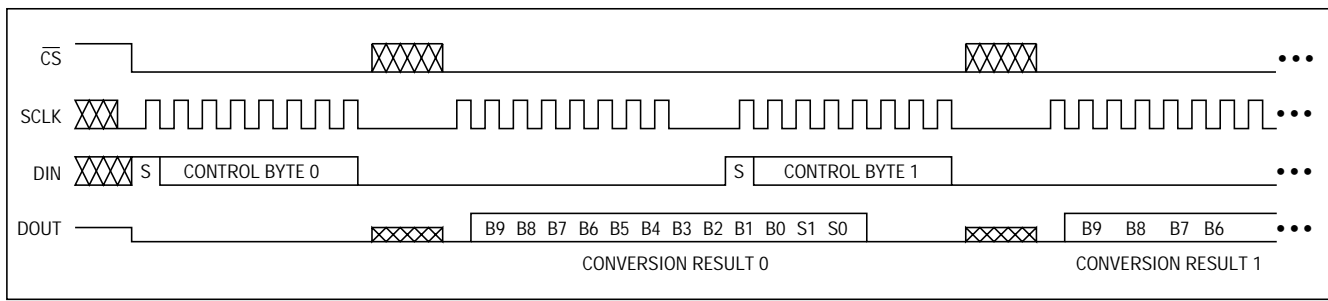 CS
SCLK
DIN S CONTROL BYTE 0 S CONTROL BYTE 1
DOUT B9 B8 B7 B6 B5 B4 B3 B2 B1 B0 S1 S0 B9 B8 B7 B6
CONVERSION RESULT 0 CONVERSION RESULT 1